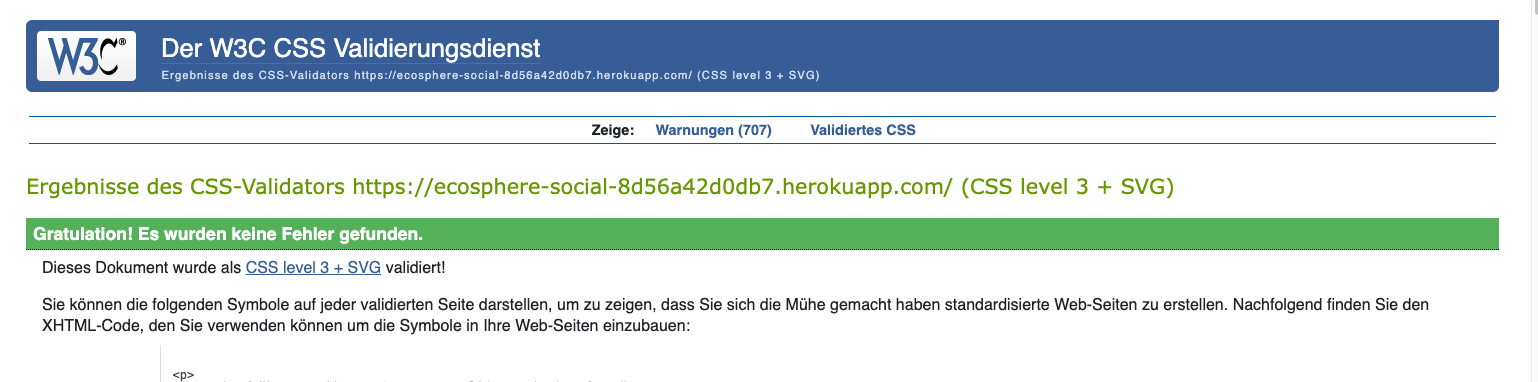 W3C®
Der W3C CSS Validierungsdienst
Ergebnisse des CSS-Validators https://ecosphere-social-8d56a42d0db7.herokuapp.com/ (CSS level 3 + SVG)
Zeige: Warnungen (707) Validiertes CSS
Ergebnisse des CSS-Validators https://ecosphere-social-8d56a42d0db7.herokuapp.com/ (CSS level 3 + SVG)
Gratulation! Es wurden keine Fehler gefunden.
Dieses Dokument wurde als CSS level 3 + SVG validiert!
Sie können die folgenden Symbole auf jeder validierten Seite darstellen, um zu zeigen, dass Sie sich die Mühe gemacht haben standardisierte Web-Seiten zu erstellen. Nachfolgend finden Sie den
XHTML-Code, den Sie verwenden können um die Symbole in Ihre Web-Seiten einzubauen:
<p>